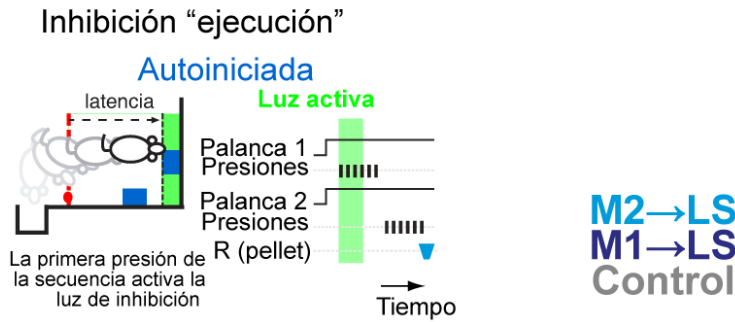 Inhibición “ejecución”
Autoiniciada
latencia
La primera presión de
la secuencia activa la
luz de inhibición
Luz activa
Palanca 1
Presiones
Palanca 2
Presiones
R (pellet)
Tiempo
M2→LS
M1→LS
Control